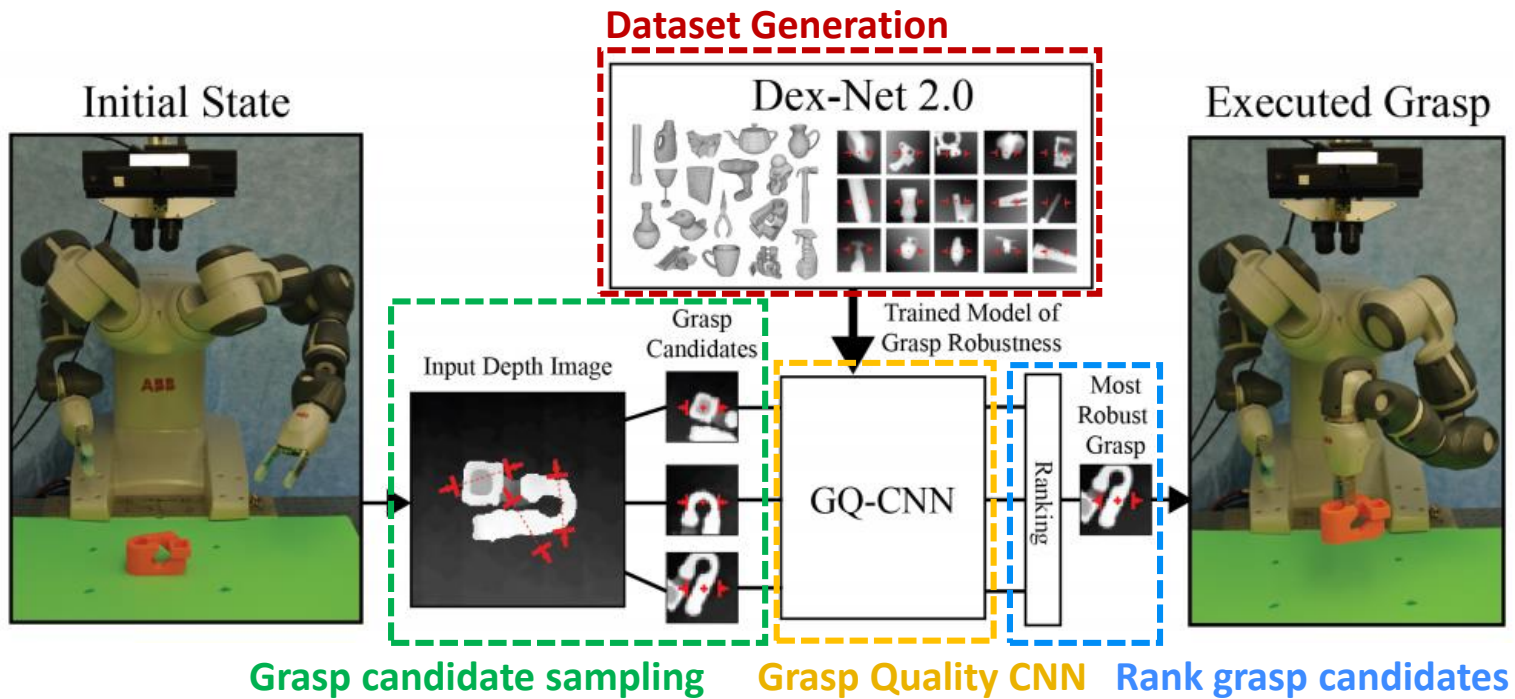 Dataset Generation
Initial State
Dex-Net 2.0
Executed Grasp
Grasp
Candidates
Trained Model of
Grasp Robustness
Input Depth Image
Most
Robust
Grasp
ABB
GQ-CNN
Ranking
Grasp candidate sampling
Grasp Quality CNN
Rank grasp candidates